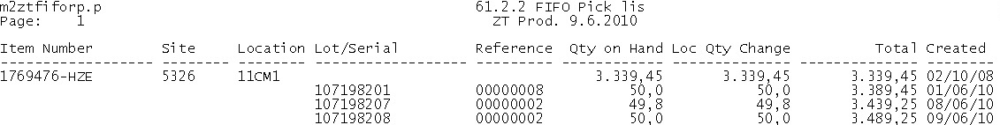 m2ztfiforp.p 61.2.2 FIFO Pick lis
Page: 1 ZT Prod. 9.6.2010
Item Number Site Location Lot/Serial Reference Qty on Hand Loc Qty Change Total Created
------------------ -------- -------- ------------------ --------- ------------ -------------- -------------- --------
1769476-HZE 5326 11CM1 3.339,45 3.339,45 3.339,45 02/10/08
107198201 00000008 50,0 50,0 3.389,45 01/06/10
107198207 00000002 49,8 49,8 3.439,25 08/06/10
107198208 00000002 50,0 50,0 3.489,25 09/06/10